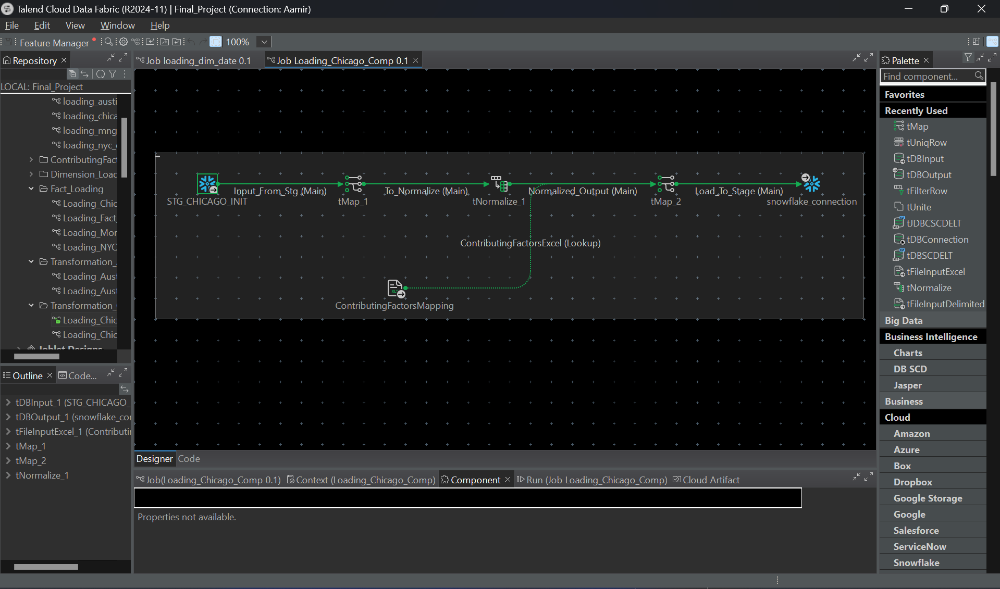 Talend Cloud Data Fabric (R2024-11) | Final_Project (Connection: Aamir)
File Edit View Window Help
Feature Manager 100%
Repository
LOCAL: Final_Project
loading_austi
loading_chica
loading_mng
loading_nyc_
ContributingFact
Dimension_Load
Fact_Loading
Loading_Chic
Loading_Fact_
Loading_Mor
Loading_NYC
Transformation_
Loading_Aust
Loading_Aust
Transformation_
Loading_Chic
Loading_Chic
Joblet Designs
Outline Code...
tDBInput_1 (STG_CHICAGO_
tDBOutput_1 (snowflake_co
tFileInputExcel_1 (Contributi
tMap_1
tMap_2
tNormalize_1
Job loading_dim_date 0.1 Job Loading_Chicago_Comp 0.1
STG_CHICAGO_INIT
Input_From_Stg (Main)
tMap_1
To_Normalize (Main)
tNormalize_1
Normalized_Output (Main)
tMap_2
Load_To_Stage (Main)
snowflake_connection
ContributingFactorsExcel (Lookup)
ContributingFactorsMapping
Designer Code
Job(Loading_Chicago_Comp 0.1) Context (Loading_Chicago_Comp) Component Run (Job Loading_Chicago_Comp) Cloud Artifact
Properties not available.
Palette
Find component...
Favorites
Recently Used
tMap
tUniqRow
tDBInput
tDBOutput
tFilterRow
tUnite
tJDBCSCDELT
tDBConnection
tDBSCDELT
tFileInputExcel
tNormalize
tFileInputDelimited
Big Data
Business Intelligence
Charts
DB SCD
Jasper
Business
Cloud
Amazon
Azure
Box
Dropbox
Google Storage
Google
Salesforce
ServiceNow
Snowflake